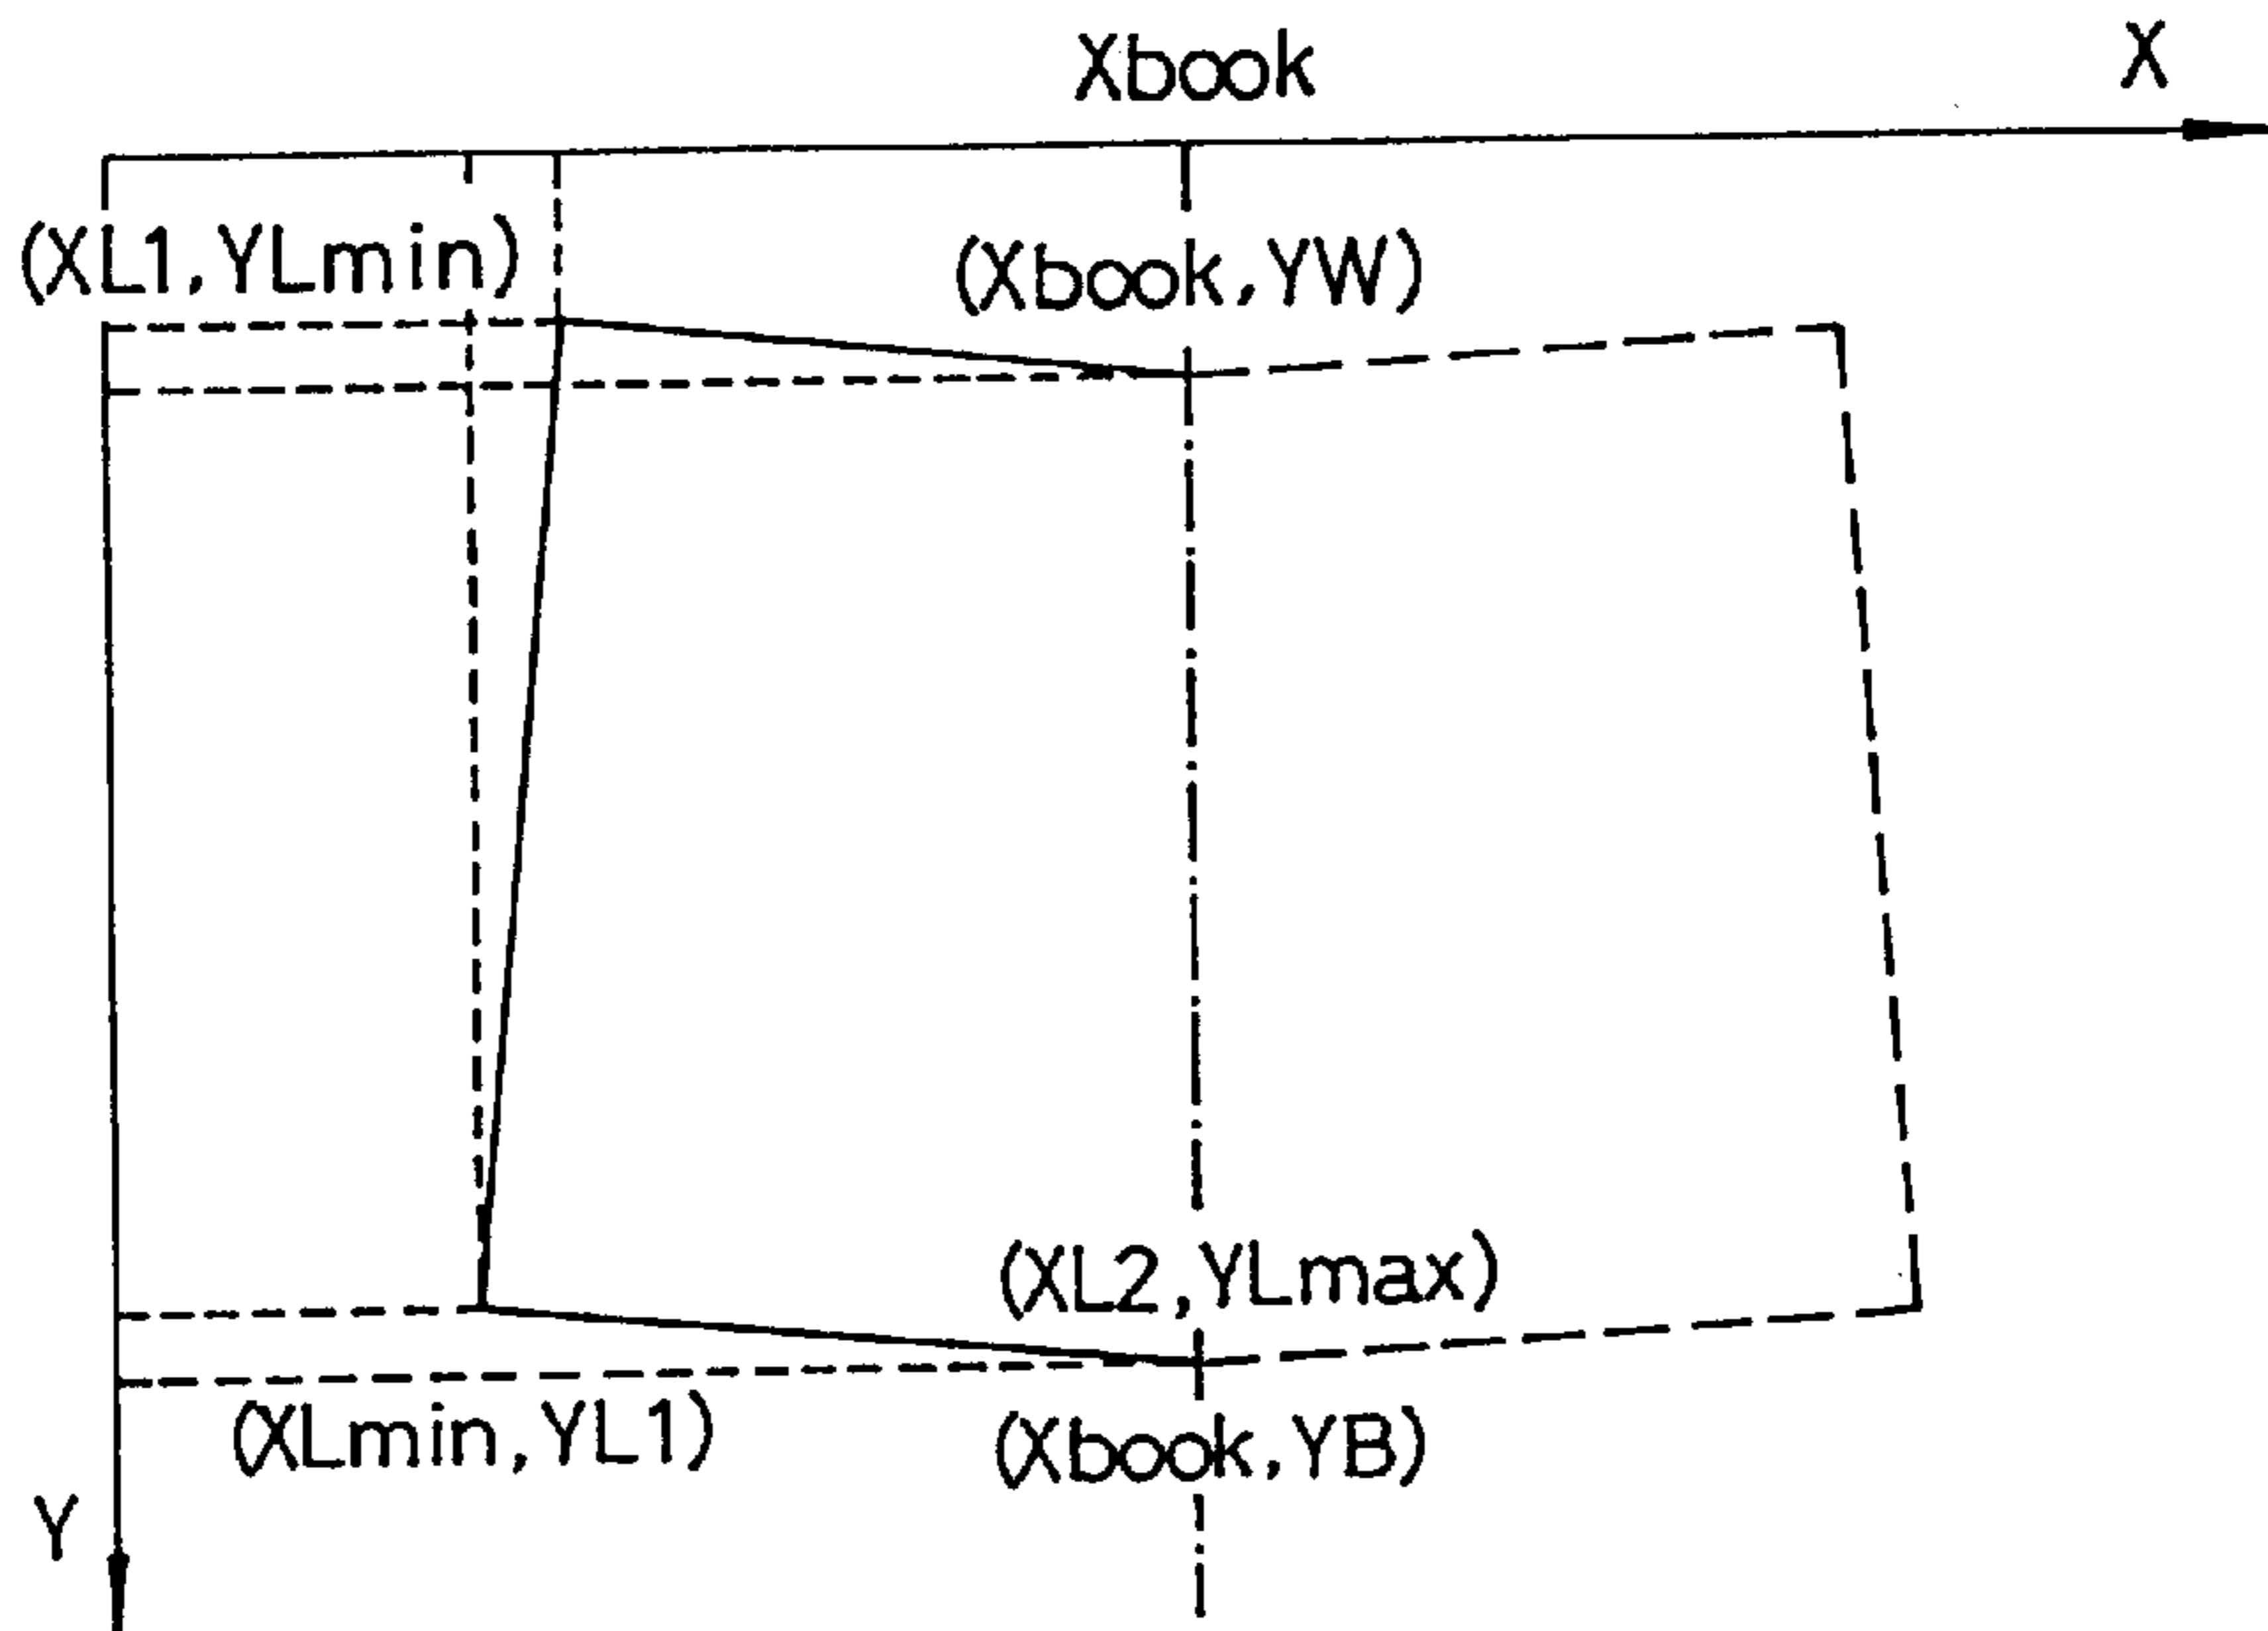 Xbook
X
(XL1,YLmin)
(Xbook,YW)
(XL2,YLmax)
(XLmin,YL1)
(Xbook,YB)
Y